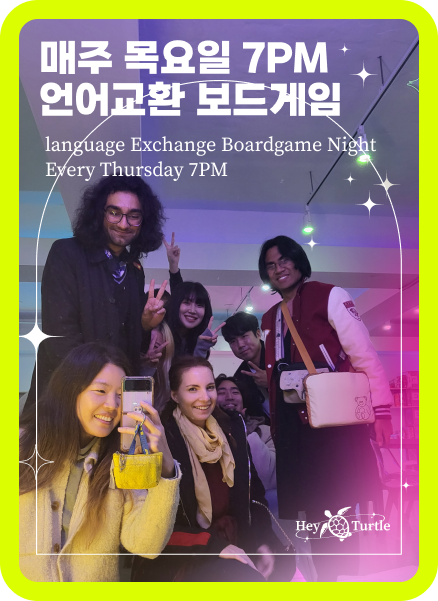 매주 목요일 7PM
언어교환 보드게임
language Exchange Boardgame Night
Every Thursday 7PM
Hey Turtle